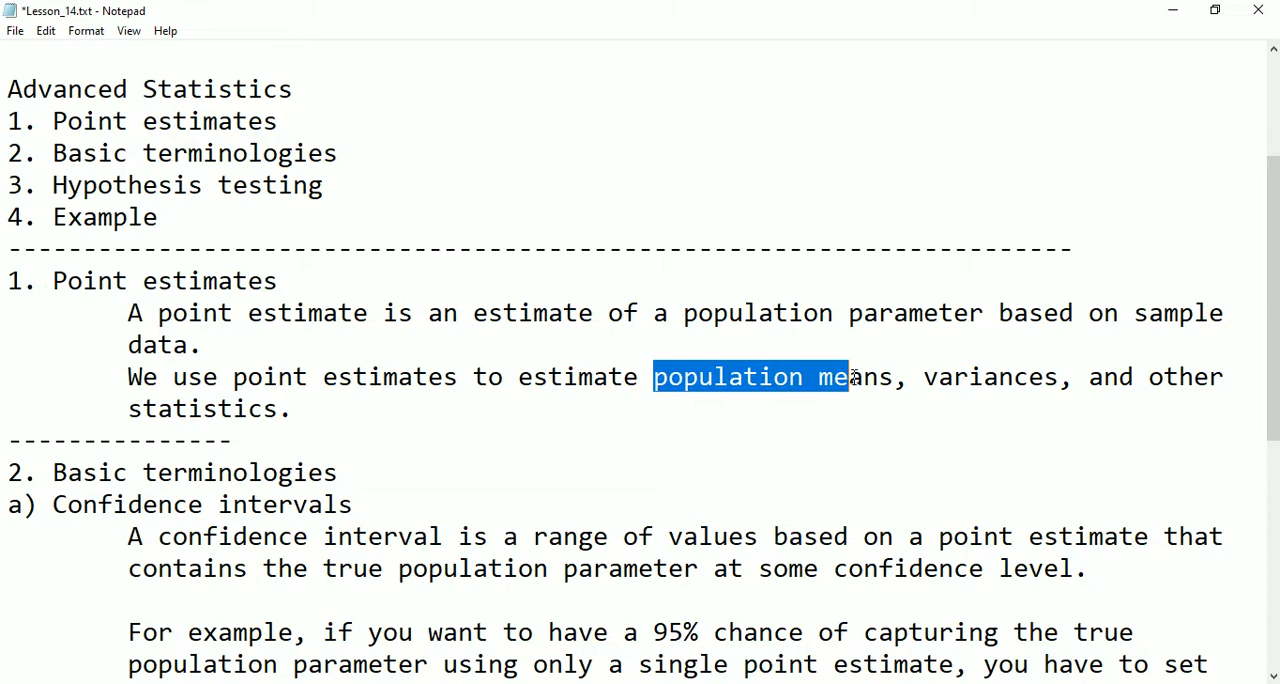 *Lesson_14.txt - Notepad
File Edit Format View Help
Advanced Statistics
1. Point estimates
2. Basic terminologies
3. Hypothesis testing
4. Example
-----------------------------------------------------------------------
1. Point estimates
A point estimate is an estimate of a population parameter based on sample
data.
We use point estimates to estimate population means, variances, and other
statistics.
---------------
2. Basic terminologies
a) Confidence intervals
A confidence interval is a range of values based on a point estimate that
contains the true population parameter at some confidence level.
For example, if you want to have a 95% chance of capturing the true
population parameter using only a single point estimate, you have to set